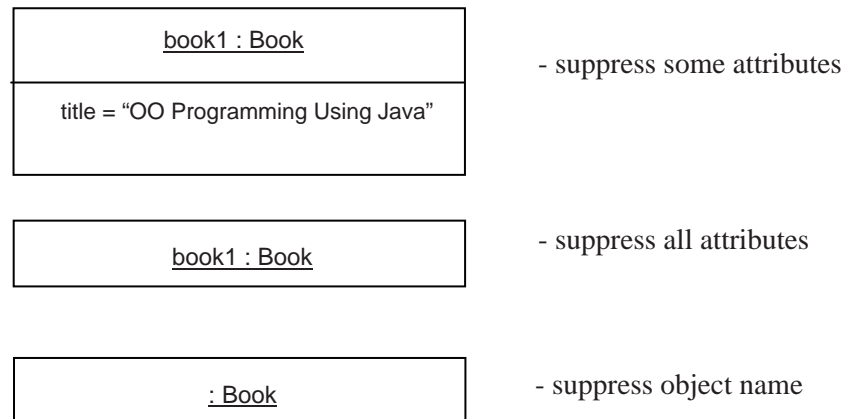 book1 : Book
- suppress some attributes
title = “OO Programming Using Java”
book1 : Book
- suppress all attributes
: Book
- suppress object name